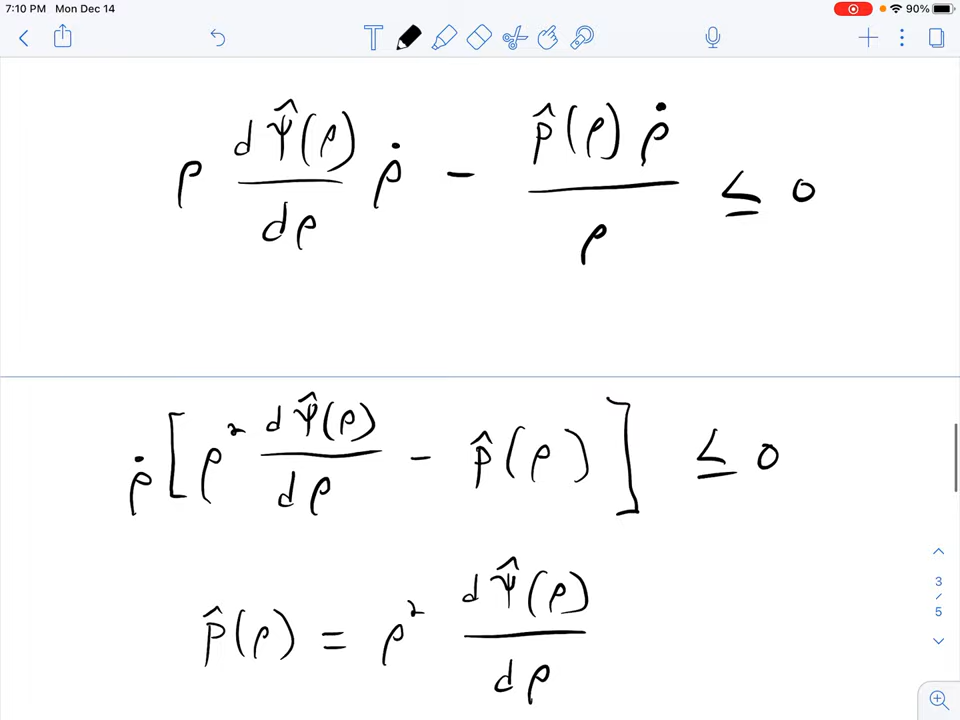 7:10 PM Mon Dec 14 90%
T
ρ dψ̂(ρ)/dρ ρ̇ − p̂(ρ) ρ̇/ρ ≤ 0
ρ̇ [ρ² dψ̂(ρ)/dρ − p̂(ρ)] ≤ 0
3
/
5
p̂(ρ) = ρ² dψ̂(ρ)/dρ